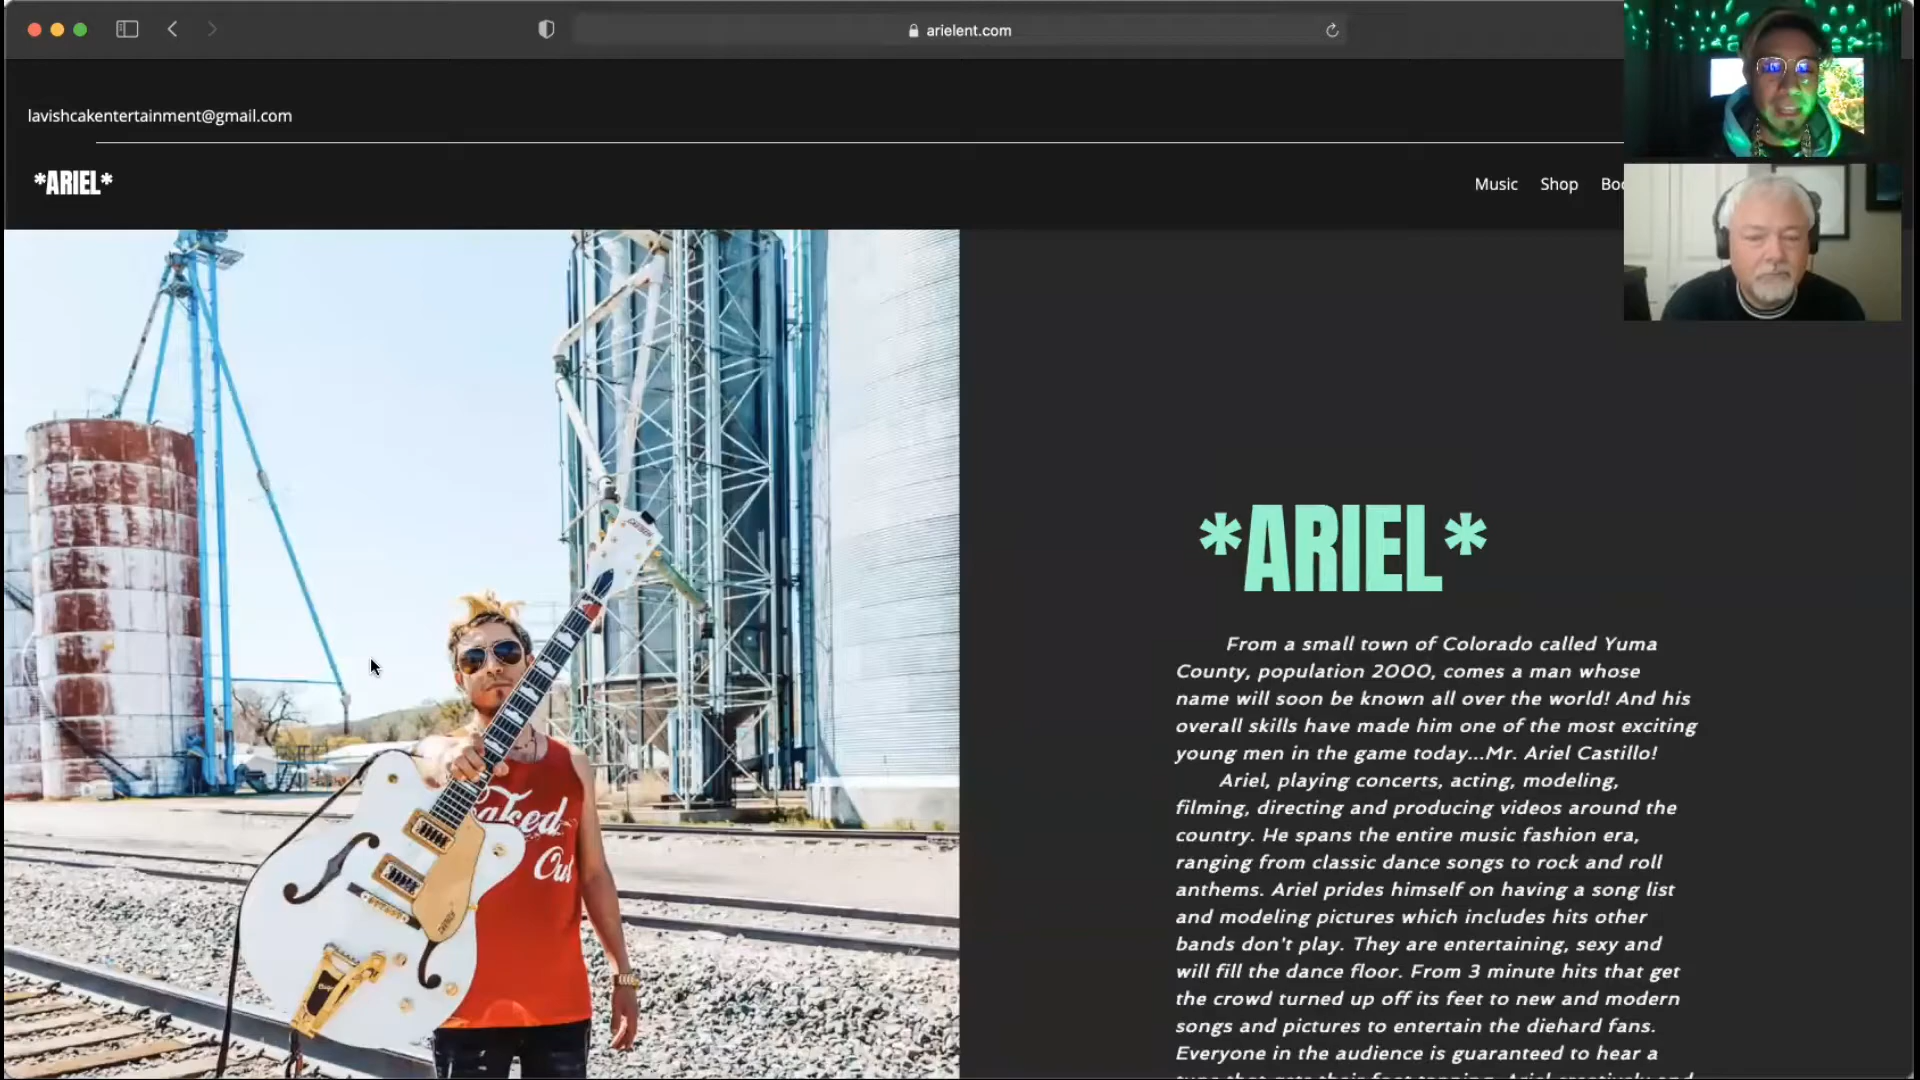 arielent.com
lavishcakentertainment@gmail.com
*ARIEL*
Music Shop
*ARIEL*
From a small town of Colorado called Yuma
County, population 2000, comes a man whose
name will soon be known all over the world! And his
overall skills have made him one of the most exciting
young men in the game today...Mr. Ariel Castillo!
Ariel, playing concerts, acting, modeling,
filming, directing and producing videos around the
country. He spans the entire music fashion era,
ranging from classic dance songs to rock and roll
anthems. Ariel prides himself on having a song list
and modeling pictures which includes hits other
bands don't play. They are entertaining, sexy and
will fill the dance floor. From 3 minute hits that get
the crowd turned up off its feet to new and modern
songs and pictures to entertain the diehard fans.
Everyone in the audience is guaranteed to hear a
GRETSCH
Out